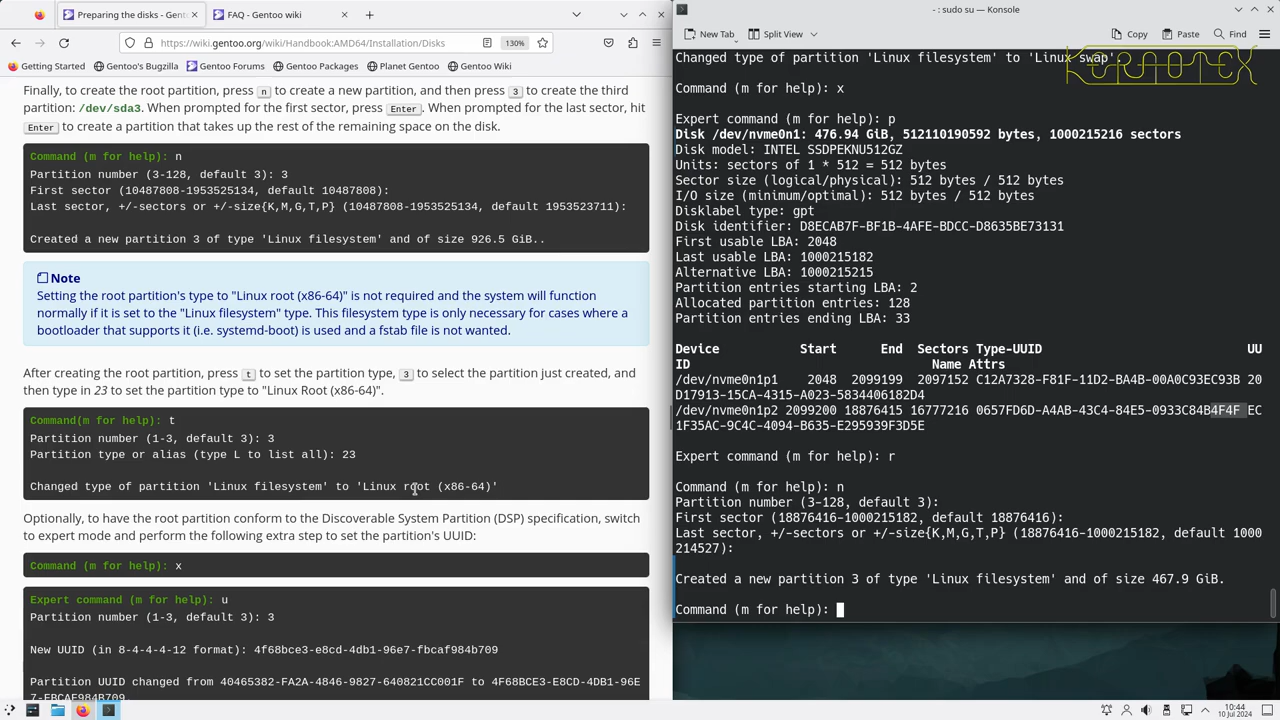 Preparing the disks - Gent
FAQ - Gentoo wiki
https://wiki.gentoo.org/wiki/Handbook:AMD64/Installation/Disks
130%
Getting Started
Gentoo's Bugzilla
Gentoo Forums
Gentoo Packages
Planet Gentoo
Gentoo Wiki
Finally, to create the root partition, press n to create a new partition, and then press 3 to create the third
partition: /dev/sda3. When prompted for the first sector, press Enter. When prompted for the last sector, hit
Enter to create a partition that takes up the rest of the remaining space on the disk.
Command (m for help): n
Partition number (3-128, default 3): 3
First sector (10487808-1953525134, default 10487808):
Last sector, +/-sectors or +/-size{K,M,G,T,P} (10487808-1953525134, default 1953523711):
Created a new partition 3 of type 'Linux filesystem' and of size 926.5 GiB..
Note
Setting the root partition's type to "Linux root (x86-64)" is not required and the system will function
normally if it is set to the "Linux filesystem" type. This filesystem type is only necessary for cases where a
bootloader that supports it (i.e. systemd-boot) is used and a fstab file is not wanted.
After creating the root partition, press t to set the partition type, 3 to select the partition just created, and
then type in 23 to set the partition type to "Linux Root (x86-64)".
Command(m for help): t
Partition number (1-3, default 3): 3
Partition type or alias (type L to list all): 23
Changed type of partition 'Linux filesystem' to 'Linux root (x86-64)'
Optionally, to have the root partition conform to the Discoverable System Partition (DSP) specification, switch
to expert mode and perform the following extra step to set the partition's UUID:
Command (m for help): x
Expert command (m for help): u
Partition number (1-3, default 3): 3
New UUID (in 8-4-4-4-12 format): 4f68bce3-e8cd-4db1-96e7-fbcaf984b709
Partition UUID changed from 40465382-FA2A-4846-9827-640821CC001F to 4F68BCE3-E8CD-4DB1-96E
7-FBCAF984B709.
- : sudo su — Konsole
New Tab
Split View
Copy
Paste
Find
KERNOTEX
Changed type of partition 'Linux filesystem' to 'Linux swap'.
Command (m for help): x
Expert command (m for help): p
Disk /dev/nvme0n1: 476.94 GiB, 512110190592 bytes, 1000215216 sectors
Disk model: INTEL SSDPEKNU512GZ
Units: sectors of 1 * 512 = 512 bytes
Sector size (logical/physical): 512 bytes / 512 bytes
I/O size (minimum/optimal): 512 bytes / 512 bytes
Disklabel type: gpt
Disk identifier: D8ECAB7F-BF1B-4AFE-BDCC-D8635BE73131
First usable LBA: 2048
Last usable LBA: 1000215182
Alternative LBA: 1000215215
Partition entries starting LBA: 2
Allocated partition entries: 128
Partition entries ending LBA: 33
Device Start End Sectors Type-UUID UU
ID Name Attrs
/dev/nvme0n1p1 2048 2099199 2097152 C12A7328-F81F-11D2-BA4B-00A0C93EC93B 20
D17913-15CA-4315-A023-5834406182D4
/dev/nvme0n1p2 2099200 18876415 16777216 0657FD6D-A4AB-43C4-84E5-0933C84B4F4F EC
1F35AC-9C4C-4094-B635-E295939F3D5E
Expert command (m for help): r
Command (m for help): n
Partition number (3-128, default 3):
First sector (18876416-1000215182, default 18876416):
Last sector, +/-sectors or +/-size{K,M,G,T,P} (18876416-1000215182, default 1000
214527):
Created a new partition 3 of type 'Linux filesystem' and of size 467.9 GiB.
Command (m for help):
10:44
10 Jul 2024